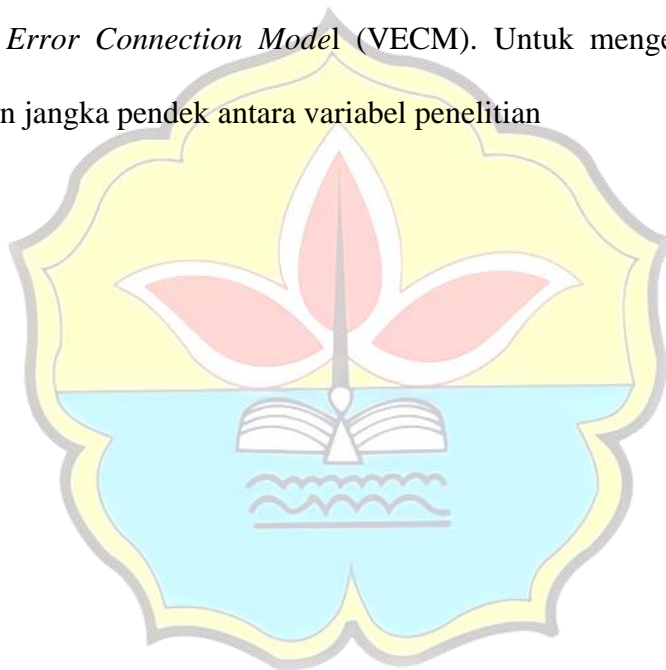 Error Connection Model (VECM). Untuk menge
n jangka pendek antara variabel penelitian